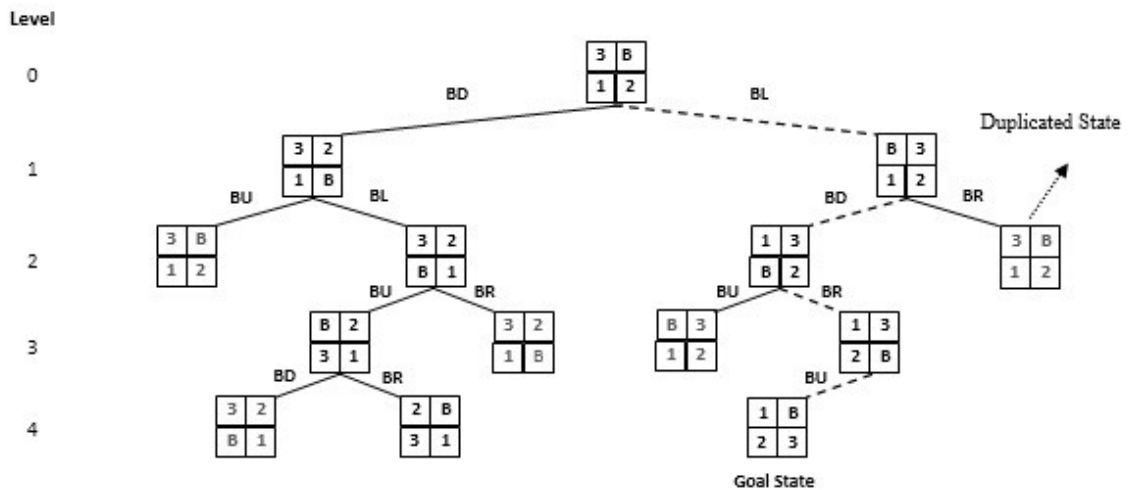 Level
3 B
0
1 2
BD
BL
Duplicated State
3 2
B 3
1
1 B
1 2
BU
BL
BD
BR
3 B
3 2
1 3
3 B
2
1 2
B 1
B 2
1 2
BU
BR
BU
BR
B 2
3 2
B 3
1 3
3
3 1
1 B
1 2
2 B
BD
BR
BU
3 2
2 B
1 B
4
B 1
3 1
2 3
Goal State